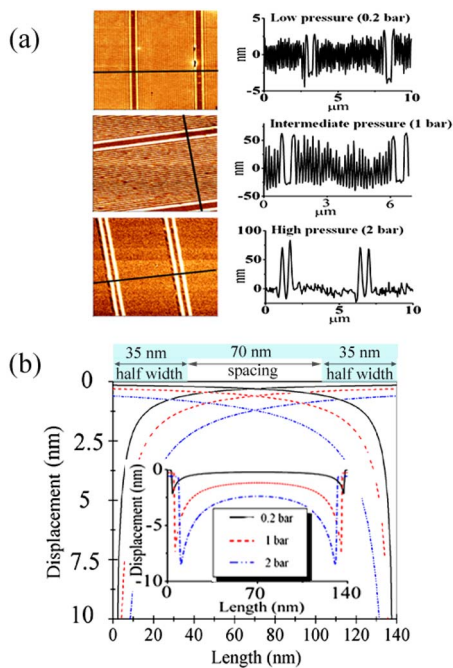 (a)
Low pressure (0.2 bar)
5
0
-5
nm
0 5 10
μm
Intermediate pressure (1 bar)
50
0
-50
nm
0 3 6
μm
High pressure (2 bar)
100
50
0
nm
0 5 10
μm
(b)
35 nm 70 nm 35 nm
half width spacing half width
0
2.5
5
7.5
10
Displacement (nm)
0
-5
10
Displacement (nm)
0.2 bar
1 bar
2 bar
0 70 140
Length (nm)
0 20 40 60 80 100 120 140
Length (nm)